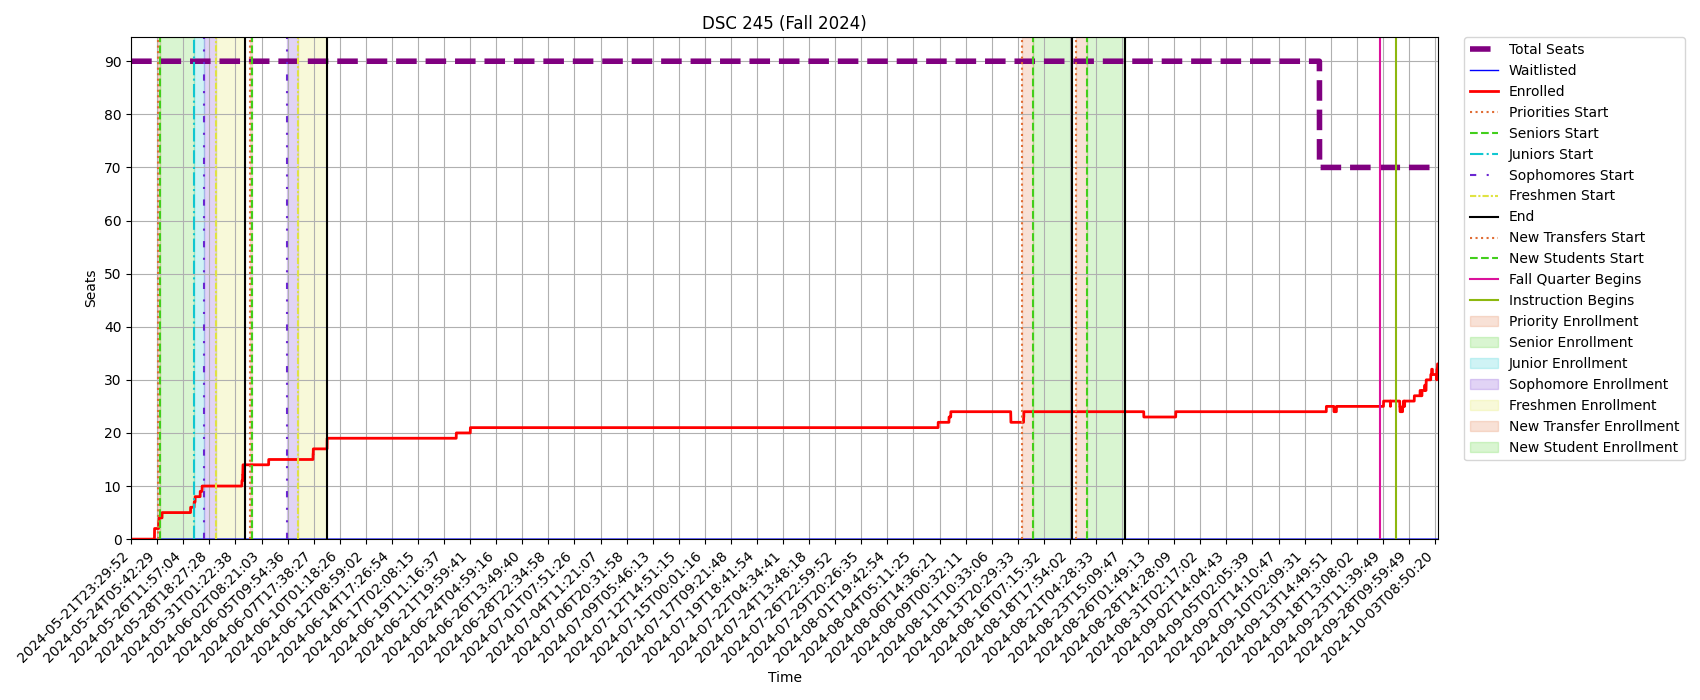 DSC 245 (Fall 2024)
Seats
90
80
70
60
50
40
30
20
10
0
2024-05-21T23:29:52
2024-05-24T05:42:29
2024-05-26T11:57:04
2024-05-28T18:27:28
2024-05-31T01:22:38
2024-06-02T08:21:03
2024-06-05T09:54:36
2024-06-07T17:38:27
2024-06-10T01:18:26
2024-06-12T08:59:02
2024-06-14T17:26:54
2024-06-17T02:08:15
2024-06-19T11:16:37
2024-06-21T19:59:41
2024-06-24T04:59:16
2024-06-26T13:49:40
2024-06-28T22:34:58
2024-07-01T07:51:26
2024-07-04T11:21:07
2024-07-06T20:31:58
2024-07-09T05:46:13
2024-07-12T14:51:15
2024-07-15T00:01:16
2024-07-17T09:21:48
2024-07-19T18:41:54
2024-07-22T04:34:41
2024-07-24T13:48:18
2024-07-26T22:59:52
2024-07-29T20:26:35
2024-08-01T19:42:54
2024-08-04T05:11:25
2024-08-06T14:36:21
2024-08-09T00:32:11
2024-08-11T10:33:06
2024-08-13T20:29:33
2024-08-16T07:15:32
2024-08-18T17:54:02
2024-08-21T04:28:33
2024-08-23T15:09:47
2024-08-26T01:49:13
2024-08-28T14:28:09
2024-08-31T02:17:02
2024-09-02T14:04:43
2024-09-05T02:05:39
2024-09-07T14:10:47
2024-09-10T02:09:31
2024-09-13T14:49:51
2024-09-18T13:08:02
2024-09-23T11:39:49
2024-09-28T09:59:49
2024-10-03T08:50:20
Time
Total Seats
Waitlisted
Enrolled
Priorities Start
Seniors Start
Juniors Start
Sophomores Start
Freshmen Start
End
New Transfers Start
New Students Start
Fall Quarter Begins
Instruction Begins
Priority Enrollment
Senior Enrollment
Junior Enrollment
Sophomore Enrollment
Freshmen Enrollment
New Transfer Enrollment
New Student Enrollment